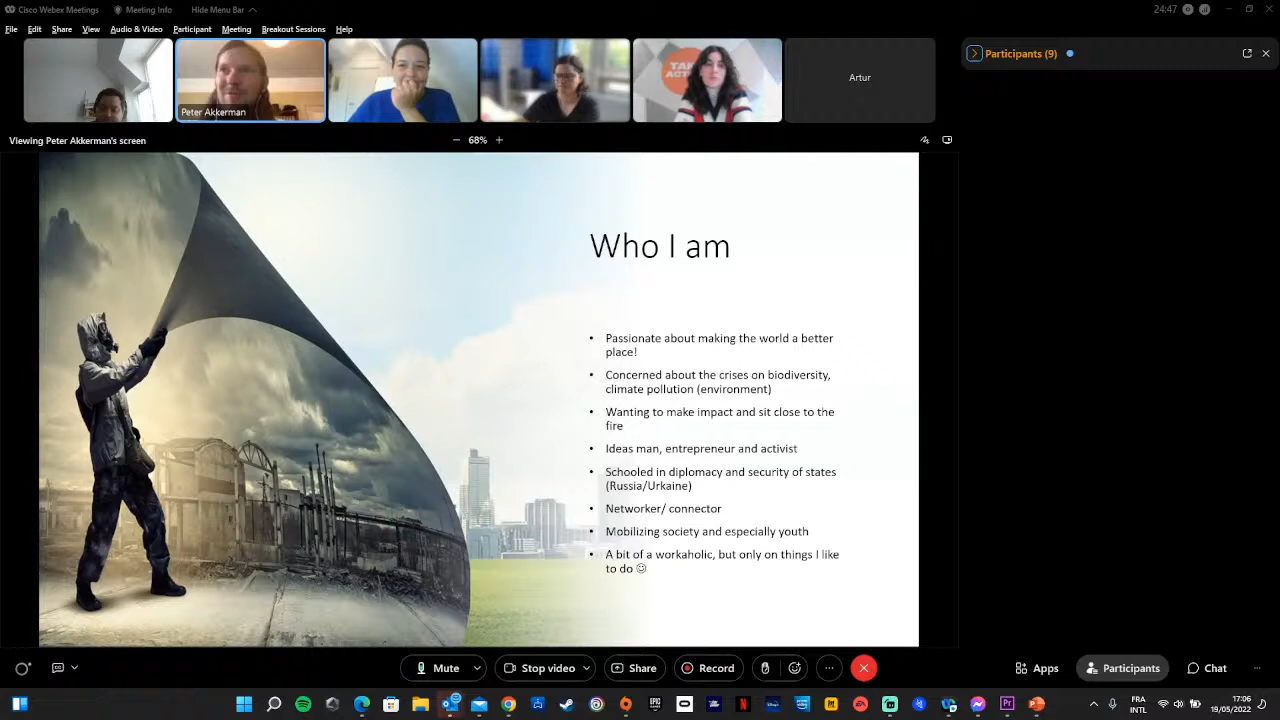 Cisco Webex Meetings
Meeting Info
Hide Menu Bar
24:47
File Edit Share View Audio & Video Participant Meeting Breakout Sessions Help
Peter Akkerman
TAKE ACTI
Artur
Participants (9)
Viewing Peter Akkerman's screen
68%
Who I am
• Passionate about making the world a better
place!
• Concerned about the crises on biodiversity,
climate pollution (environment)
• Wanting to make impact and sit close to the
fire
• Ideas man, entrepreneur and activist
• Schooled in diplomacy and security of states
(Russia/Urkaine)
• Networker/ connector
• Mobilizing society and especially youth
• A bit of a workaholic, but only on things I like
to do ☺
Mute
Stop video
Share
Record
Apps
Participants
Chat
FRA
INTL
17:06
19/05/2022